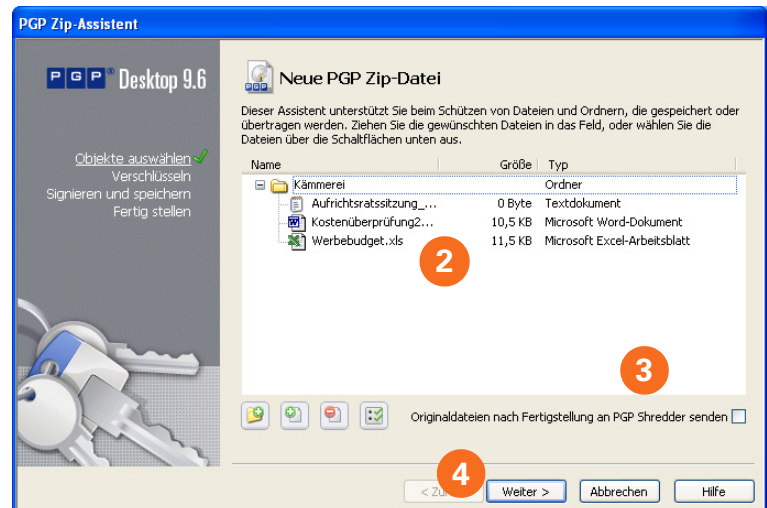 PGP Zip-Assistent
PGP® Desktop 9.6
Objekte auswählen
Verschlüsseln
Signieren und speichern
Fertig stellen
Neue PGP Zip-Datei
Dieser Assistent unterstützt Sie beim Schützen von Dateien und Ordnern, die gespeichert oder
übertragen werden. Ziehen Sie die gewünschten Dateien in das Feld, oder wählen Sie die
Dateien über die Schaltflächen unten aus.
Name Größe Typ
Kämmerei Ordner
Aufrichtsratssitzung_... 0 Byte Textdokument
Kostenüberprüfung2... 10,5 KB Microsoft Word-Dokument
Werbebudget.xls 11,5 KB Microsoft Excel-Arbeitsblatt
2
3
Originaldateien nach Fertigstellung an PGP Shredder senden
4
Weiter > Abbrechen Hilfe